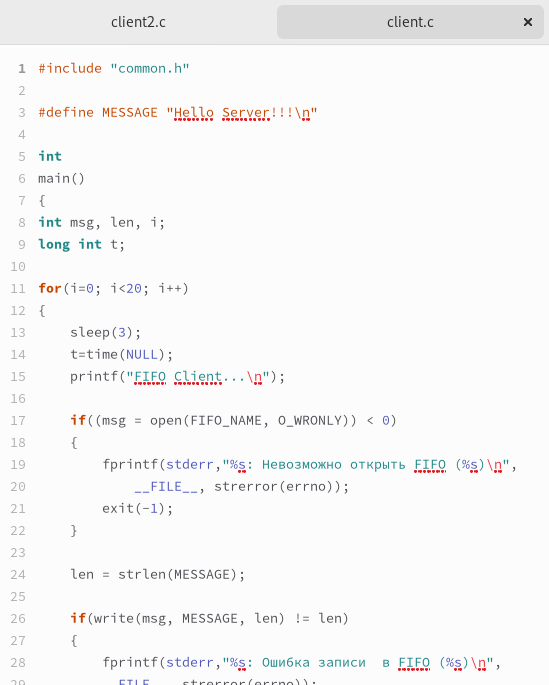 client2.c client.c ×
1 #include "common.h"
2
3 #define MESSAGE "Hello Server!!!\n"
4
5 int
6 main()
7 {
8 int msg, len, i;
9 long int t;
10
11 for(i=0; i<20; i++)
12 {
13     sleep(3);
14     t=time(NULL);
15     printf("FIFO Client...\n");
16
17     if((msg = open(FIFO_NAME, O_WRONLY)) < 0)
18     {
19         fprintf(stderr,"%s: Невозможно открыть FIFO (%s)\n",
20             __FILE__, strerror(errno));
21         exit(-1);
22     }
23
24     len = strlen(MESSAGE);
25
26     if(write(msg, MESSAGE, len) != len)
27     {
28         fprintf(stderr,"%s: Ошибка записи  в FIFO (%s)\n",
29             __FILE__, strerror(errno));